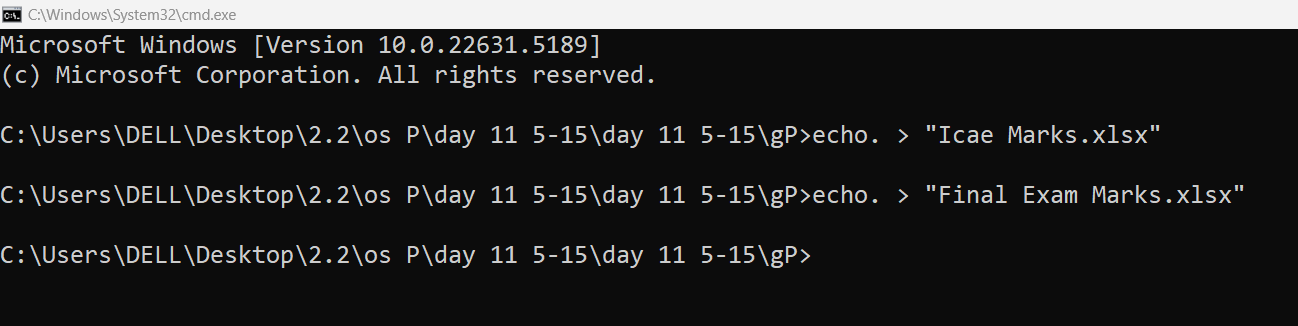 C:\Windows\System32\cmd.exe
Microsoft Windows [Version 10.0.22631.5189]
(c) Microsoft Corporation. All rights reserved.
C:\Users\DELL\Desktop\2.2\os P\day 11 5-15\day 11 5-15\gP>echo. > "Icae Marks.xlsx"
C:\Users\DELL\Desktop\2.2\os P\day 11 5-15\day 11 5-15\gP>echo. > "Final Exam Marks.xlsx"
C:\Users\DELL\Desktop\2.2\os P\day 11 5-15\day 11 5-15\gP>